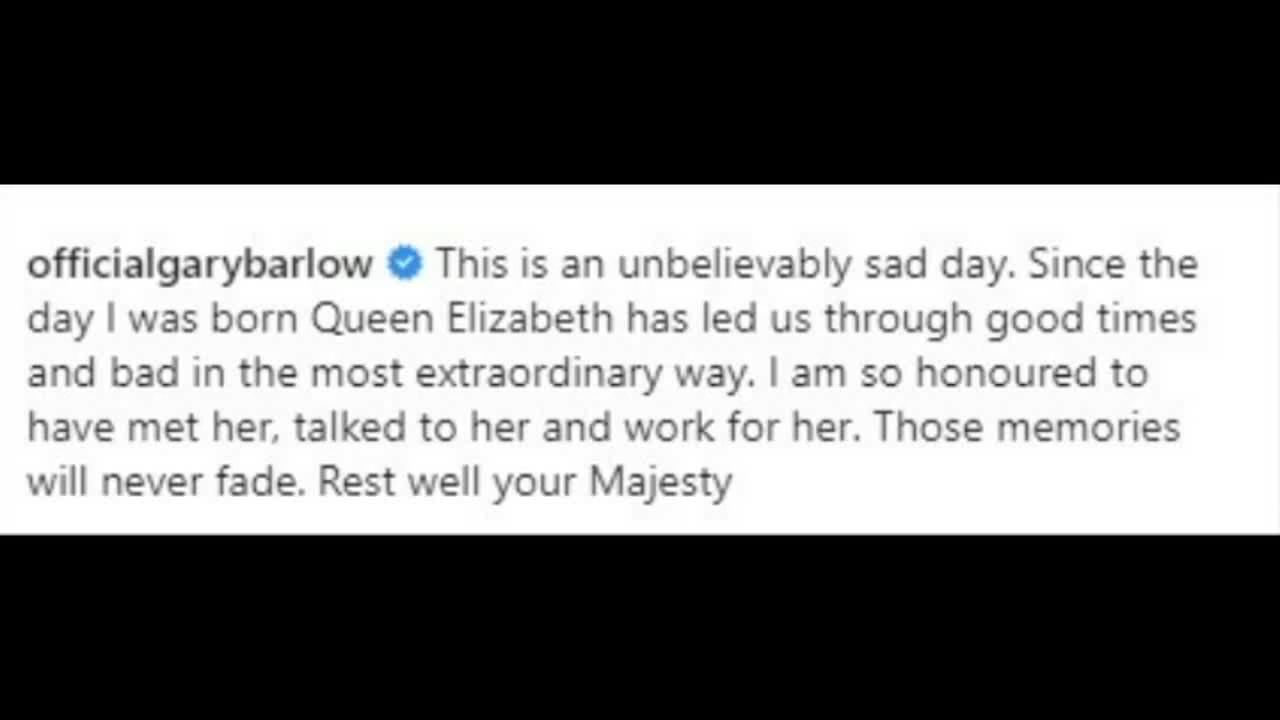 officialgarybarlow This is an unbelievably sad day. Since the
day I was born Queen Elizabeth has led us through good times
and bad in the most extraordinary way. I am so honoured to
have met her, talked to her and work for her. Those memories
will never fade. Rest well your Majesty